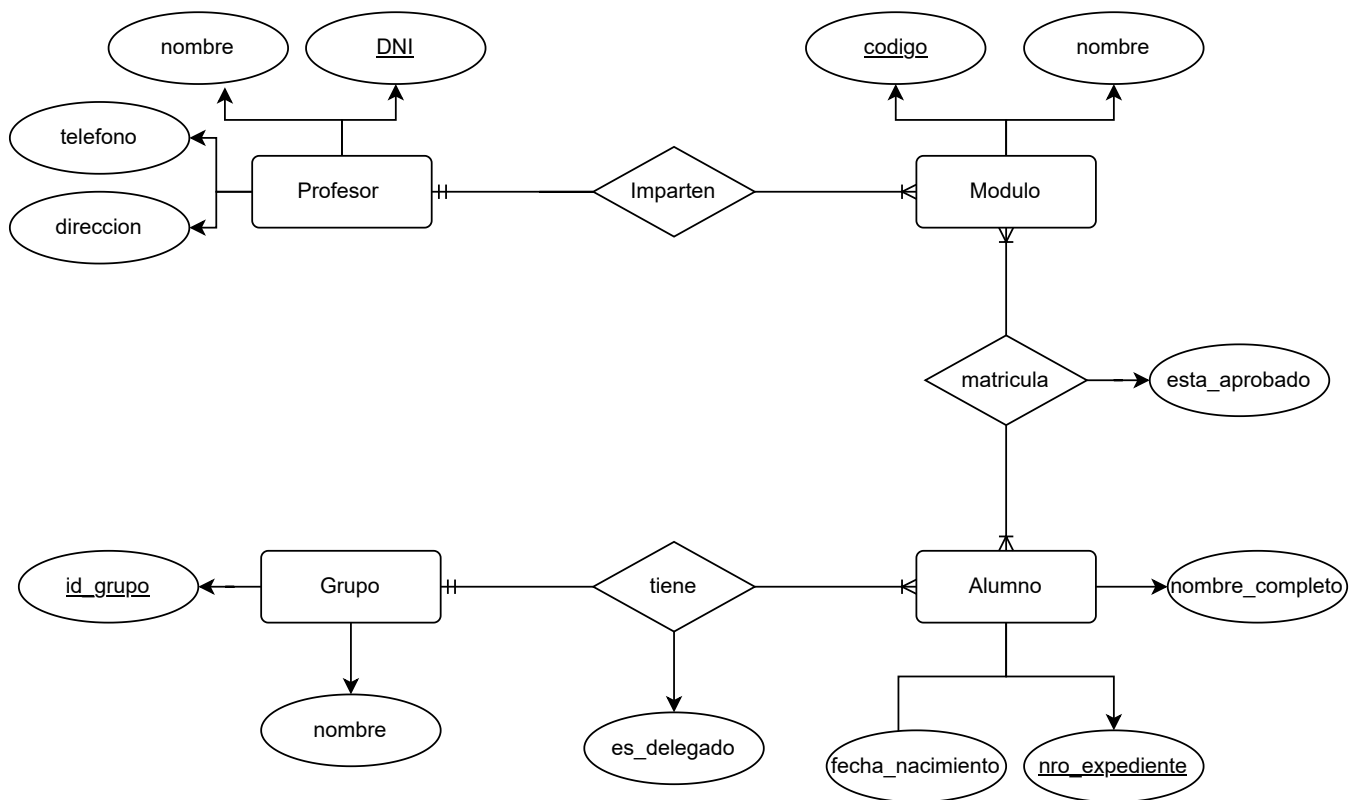 nombre
DNI
codigo
nombre
telefono
direccion
Profesor
Imparten
Modulo
matricula
esta_aprobado
id_grupo
Grupo
tiene
Alumno
nombre_completo
nombre
es_delegado
fecha_nacimiento
nro_expediente